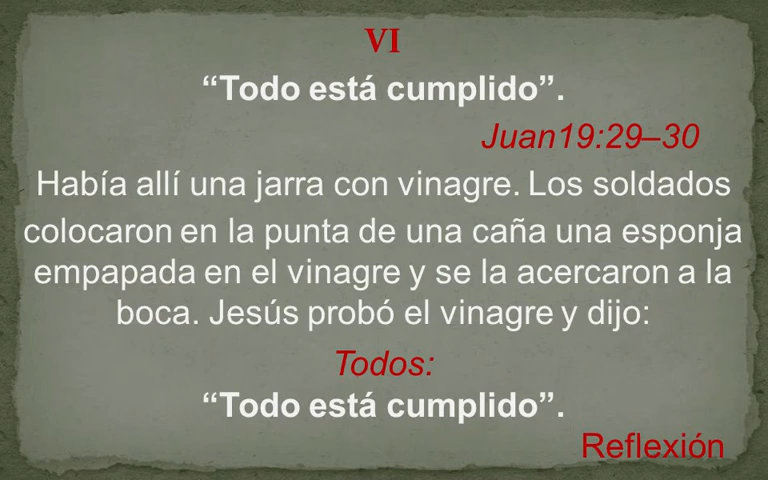 VI
“Todo está cumplido”.
Juan19:29–30
Había allí una jarra con vinagre. Los soldados
colocaron en la punta de una caña una esponja
empapada en el vinagre y se la acercaron a la
boca. Jesús probó el vinagre y dijo:
Todos:
“Todo está cumplido”.
Reflexión